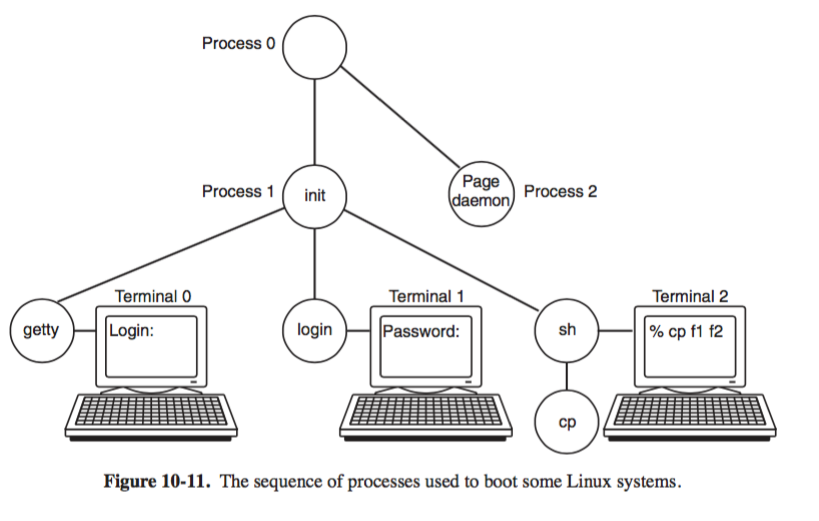 Process 0
Process 1
init
Page
daemon
Process 2
Terminal 0
Terminal 1
Terminal 2
getty
Login:
login
Password:
sh
% cp f1 f2
cp
Figure 10-11. The sequence of processes used to boot some Linux systems.